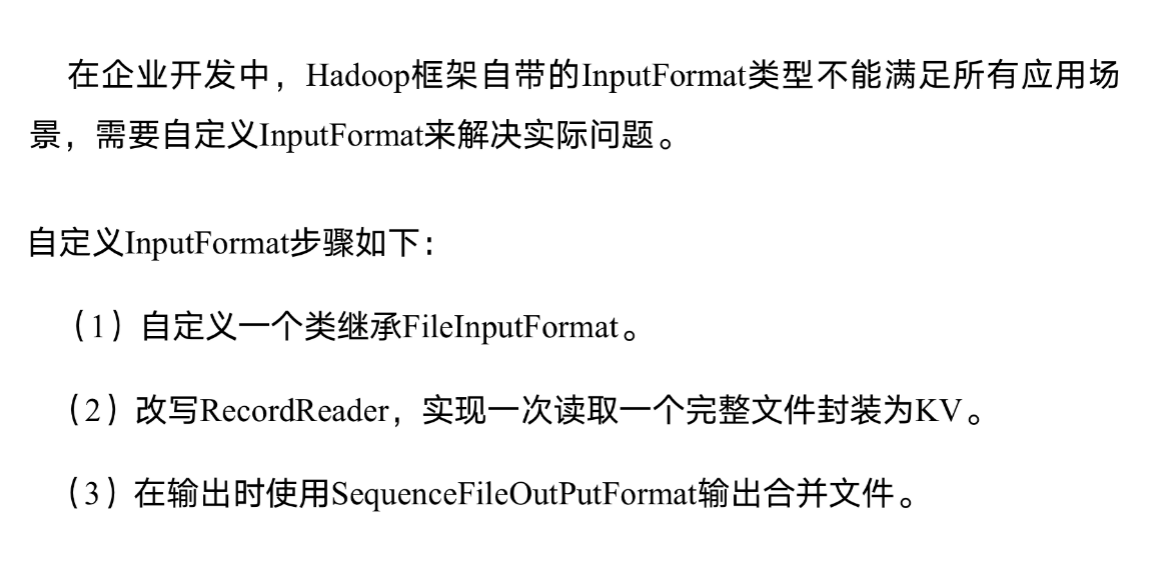 在企业开发中，Hadoop框架自带的InputFormat类型不能满足所有应用场
景，需要自定义InputFormat来解决实际问题。
自定义InputFormat步骤如下：
（1）自定义一个类继承FileInputFormat。
（2）改写RecordReader，实现一次读取一个完整文件封装为KV。
（3）在输出时使用SequenceFileOutPutFormat输出合并文件。